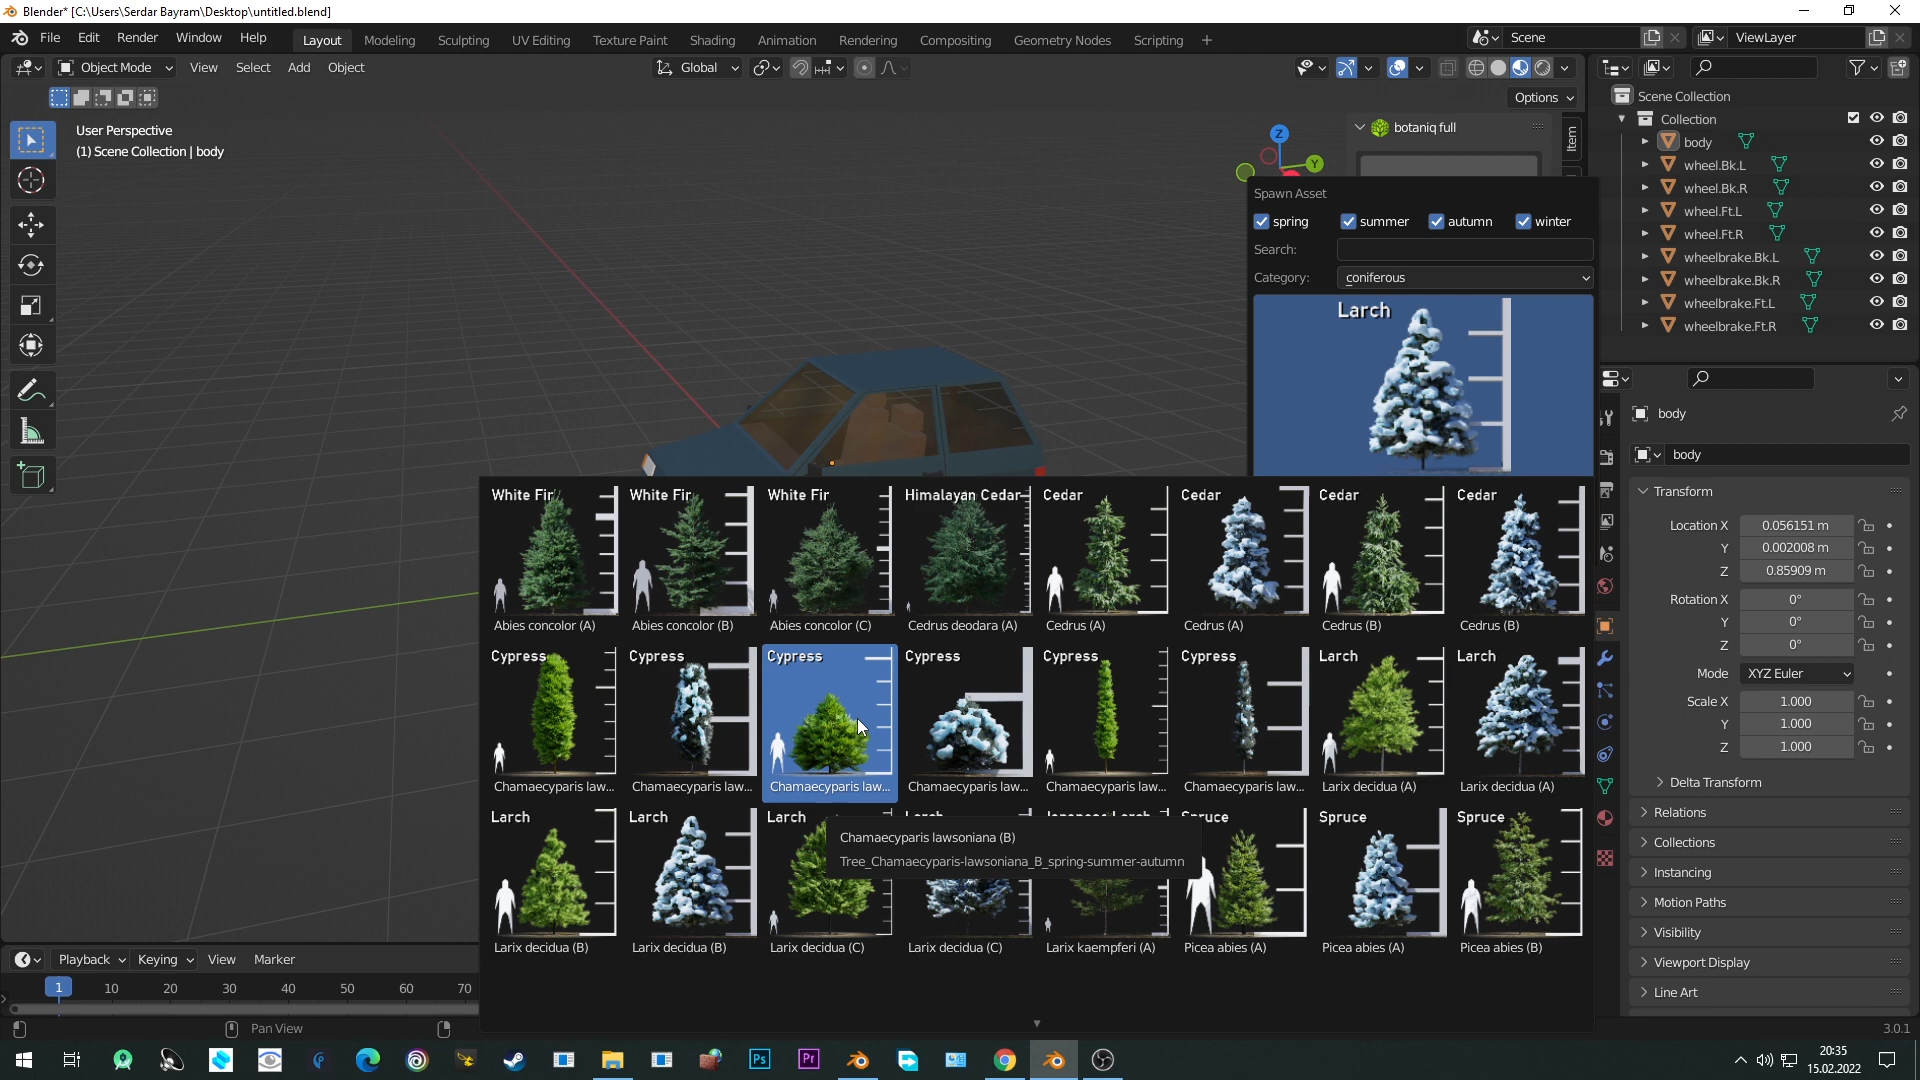 Blender* [C:\Users\Serdar Bayram\Desktop\untitled.blend]
File Edit Render Window Help
Layout Modeling Sculpting UV Editing Texture Paint Shading Animation Rendering Compositing Geometry Nodes Scripting +
Scene
ViewLayer
Object Mode View Select Add Object
Global
Options
User Perspective
(1) Scene Collection | body
Z
Y
botaniq full
Item
Spawn Asset
spring summer autumn winter
Search:
Category: coniferous
Larch
White Fir White Fir White Fir Himalayan Cedar Cedar Cedar Cedar Cedar
Abies concolor (A) Abies concolor (B) Abies concolor (C) Cedrus deodara (A) Cedrus (A) Cedrus (A) Cedrus (B) Cedrus (B)
Cypress Cypress Cypress Cypress Cypress Cypress Larch Larch
Chamaecyparis law... Chamaecyparis law... Chamaecyparis law... Chamaecyparis law... Chamaecyparis law... Chamaecyparis law... Larix decidua (A) Larix decidua (A)
Larch Larch Larch Larch Japanese Larch Spruce Spruce Spruce
Chamaecyparis lawsoniana (B)
Tree_Chamaecyparis-lawsoniana_B_spring-summer-autumn
Larix decidua (B) Larix decidua (B) Larix decidua (C) Larix decidua (C) Larix kaempferi (A) Picea abies (A) Picea abies (A) Picea abies (B)
Scene Collection
Collection
body
wheel.Bk.L
wheel.Bk.R
wheel.Ft.L
wheel.Ft.R
wheelbrake.Bk.L
wheelbrake.Bk.R
wheelbrake.Ft.L
wheelbrake.Ft.R
body
body
Transform
Location X 0.056151 m
Y 0.002008 m
Z 0.85909 m
Rotation X 0°
Y 0°
Z 0°
Mode XYZ Euler
Scale X 1.000
Y 1.000
Z 1.000
Delta Transform
Relations
Collections
Instancing
Motion Paths
Visibility
Viewport Display
Line Art
Playback Keying View Marker
1 10 20 30 40 50 60 70
Pan View
3.0.1
Ps
Pr
20:35
15.02.2022